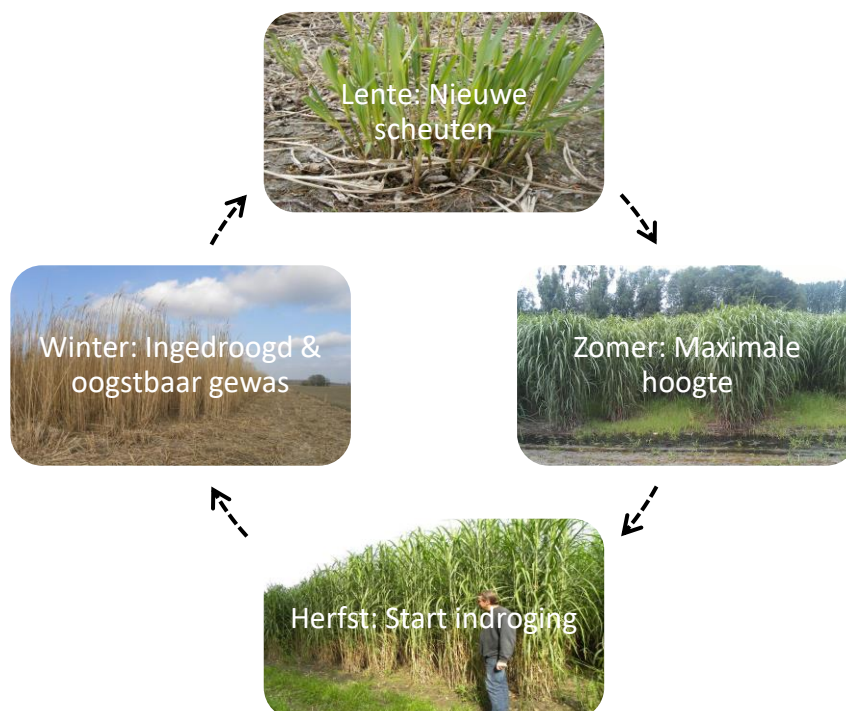 Lente: Nieuwe
scheuten
Zomer: Maximale
hoogte
Herfst: Start indroging
Winter: Ingedroogd &
oogstbaar gewas